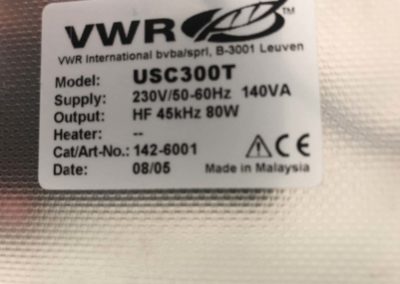 VWR TM
VWR International bvba/sprl, B-3001 Leuven
Model: USC300T
Supply: 230V/50-60Hz 140VA
Output: HF 45kHz 80W
Heater: --
Cat/Art-No.: 142-6001
Date: 08/05 Made in Malaysia